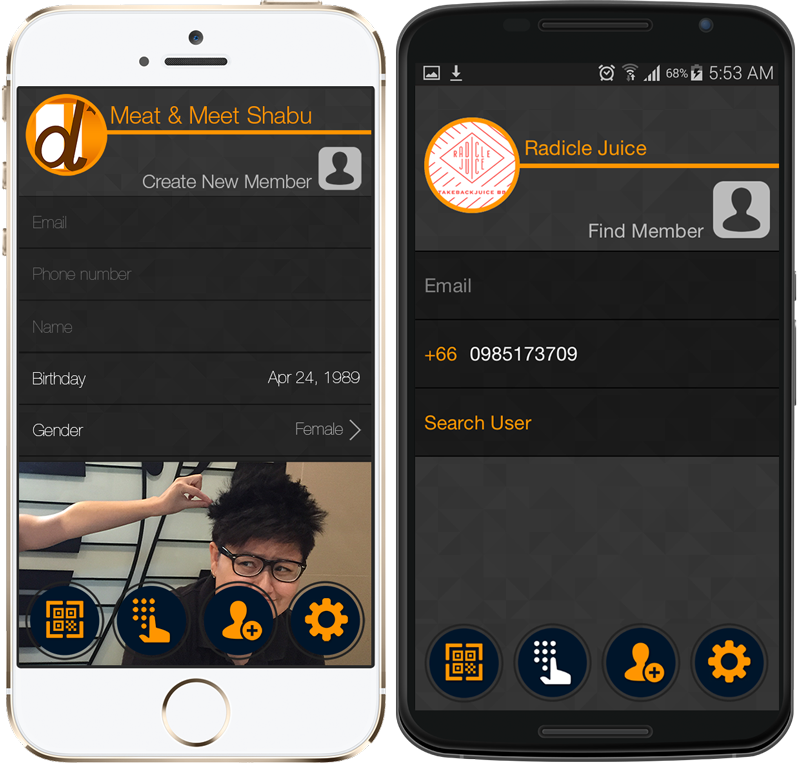 Meat & Meet Shabu
d
Create New Member
Email
Phone number
Name
Birthday
Apr 24, 1989
Gender
Female
68%
5:53 AM
RADICLE
JUICE
TAKEBACKJUICE BR
Radicle Juice
Find Member
Email
+66 0985173709
Search User